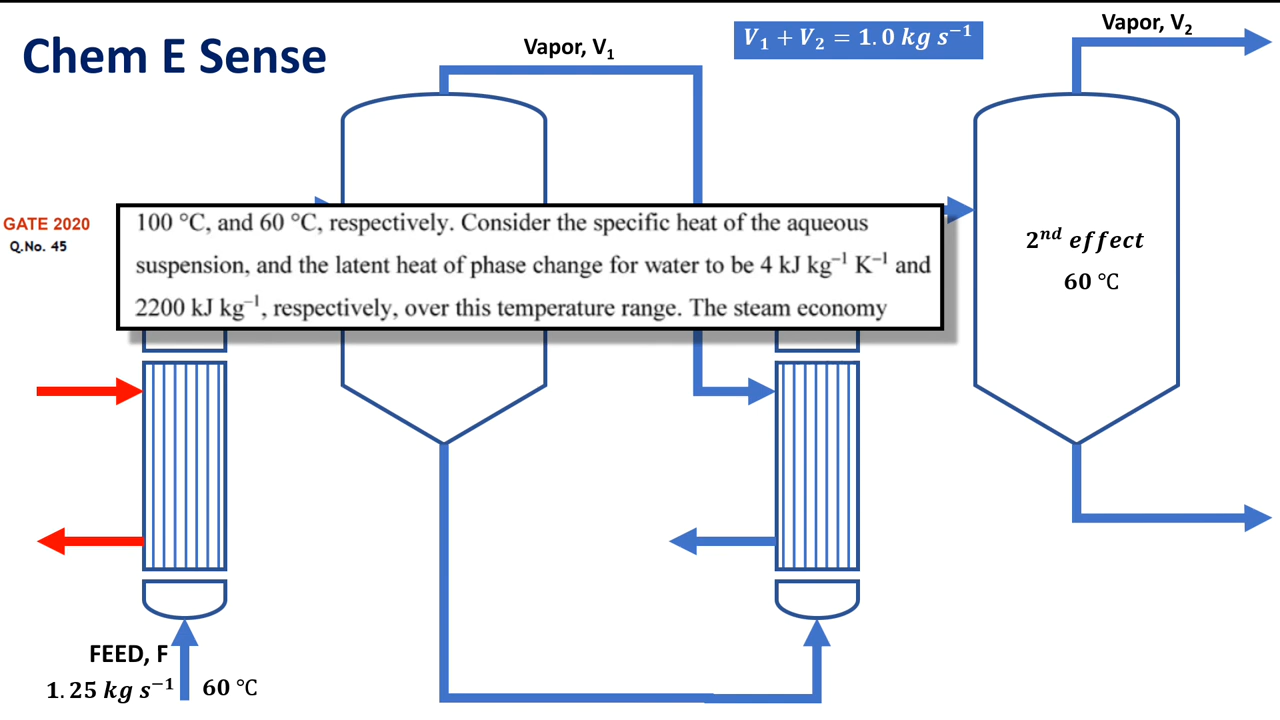 Chem E Sense
Vapor, V₁
V₁ + V₂ = 1.0 kg s⁻¹
Vapor, V₂
GATE 2020
Q.No. 45
100 °C, and 60 °C, respectively. Consider the specific heat of the aqueous
suspension, and the latent heat of phase change for water to be 4 kJ kg⁻¹ K⁻¹ and
2200 kJ kg⁻¹, respectively, over this temperature range. The steam economy
2ⁿᵈ effect
60 °C
FEED, F
1.25 kg s⁻¹
60 °C